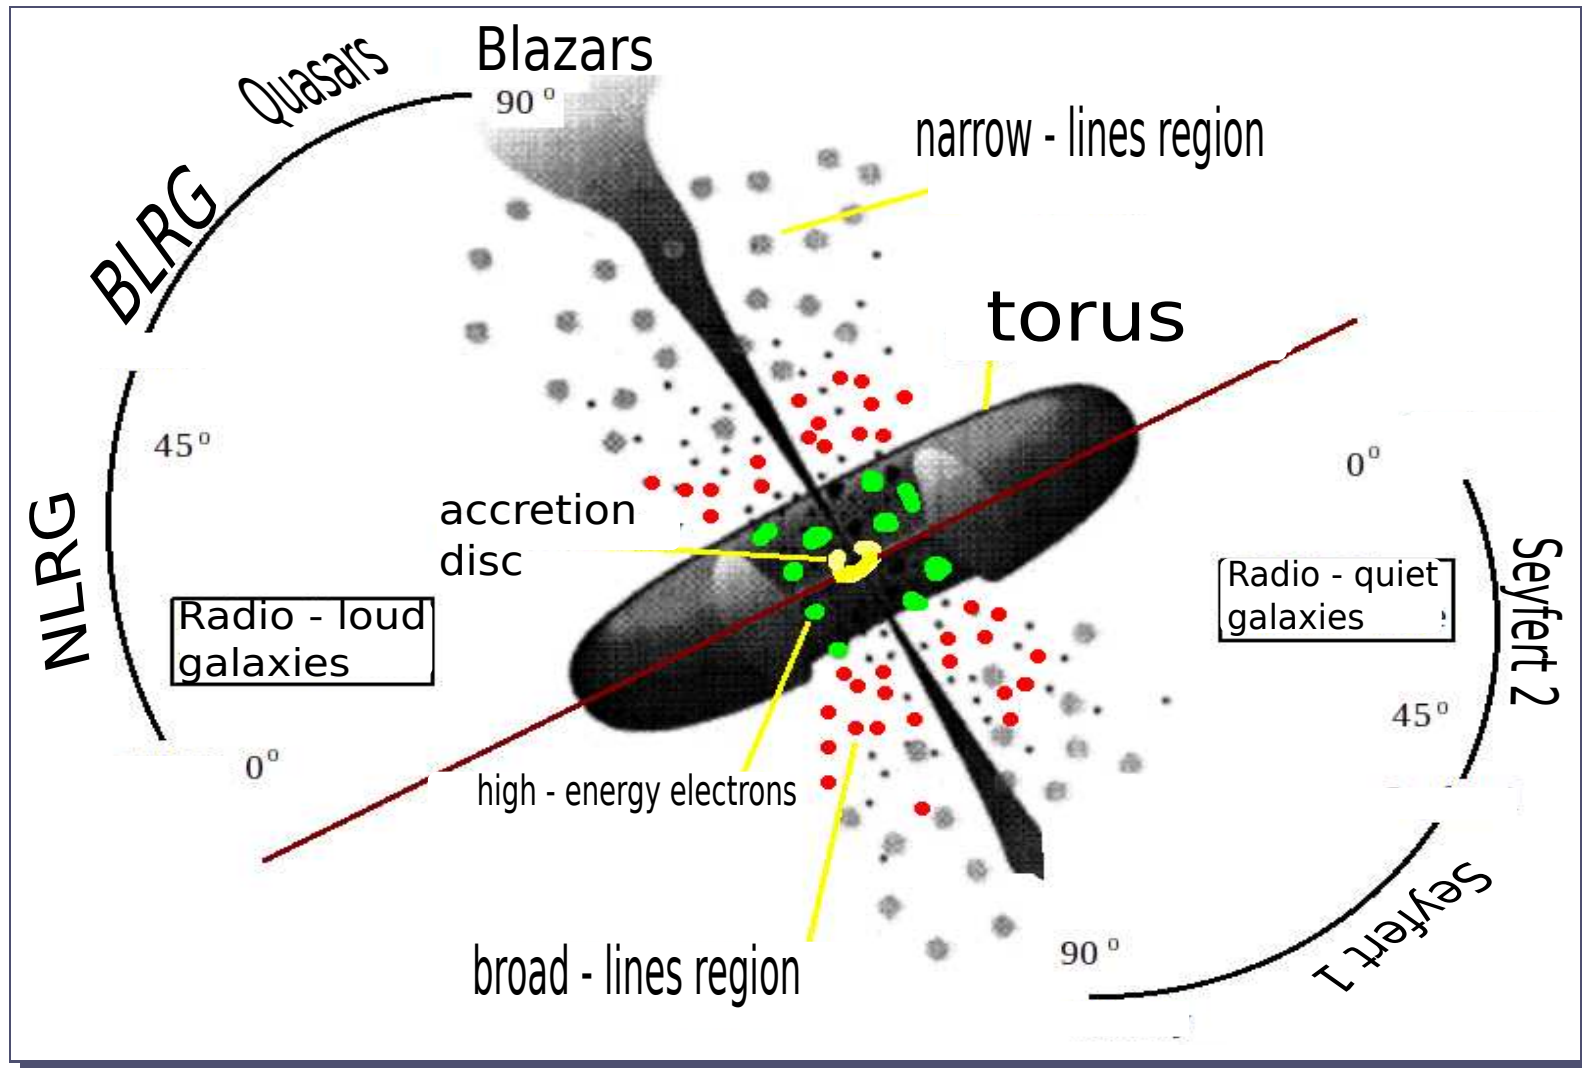 Quasars
Blazars
90 °
narrow - lines region
BLRG
torus
45°
0°
accretion
disc
NLRG
Radio - loud
galaxies
Radio - quiet
galaxies
Seyfert 2
45°
0°
high - energy electrons
Seyfert 1
broad - lines region
90 °